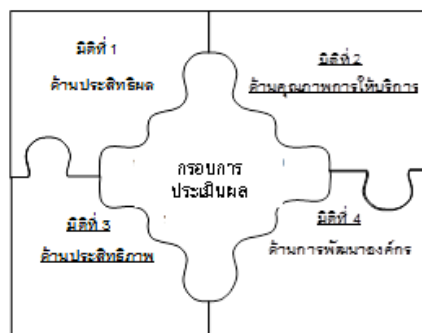 มิติที่ 1
ด้านประสิทธิผล
มิติที่ 2
ด้านคุณภาพการให้บริการ
กรอบการ
ประเมินผล
มิติที่ 3
ด้านประสิทธิภาพ
มิติที่ 4
ด้านการพัฒนาองค์กร